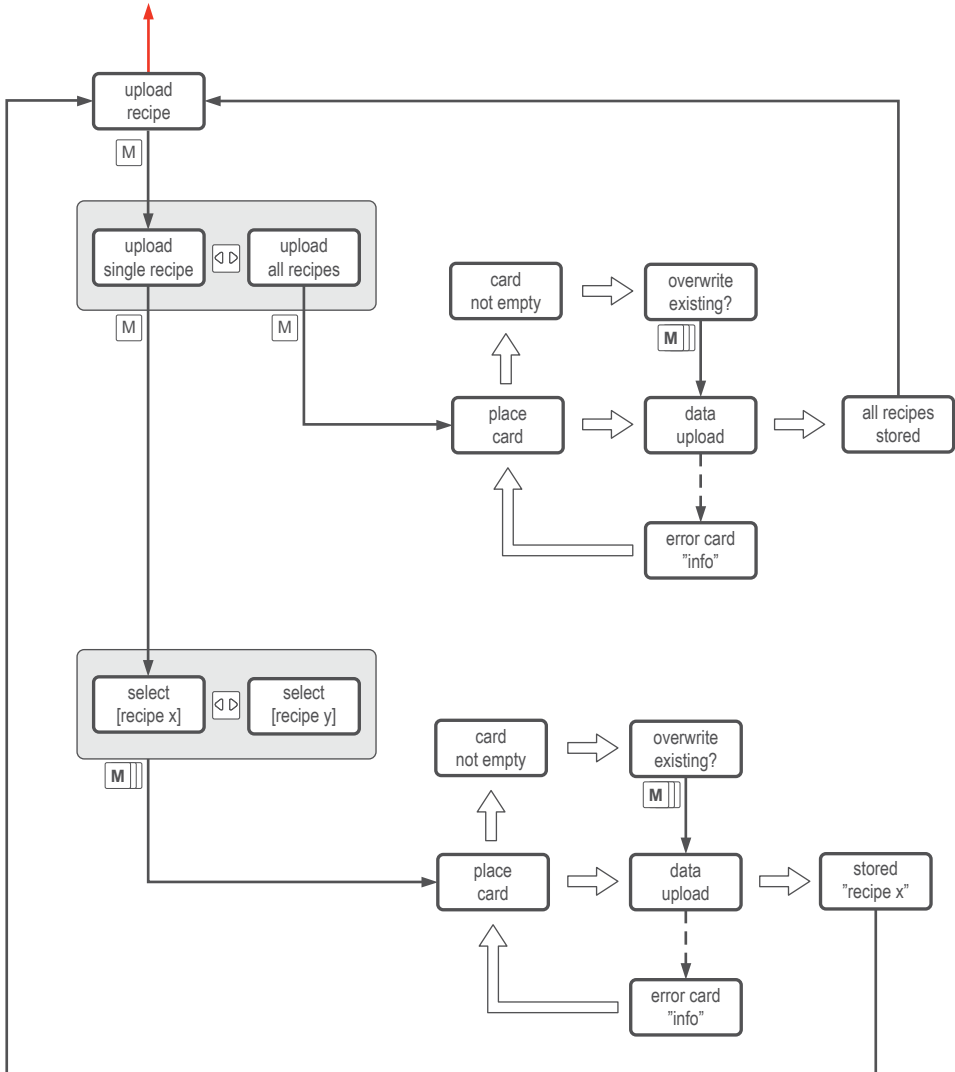 upload
recipe
M
upload
single recipe
upload
all recipes
M
M
card
not empty
overwrite
existing?
M
place
card
data
upload
all recipes
stored
error card
"info"
select
[recipe x]
select
[recipe y]
M
card
not empty
overwrite
existing?
M
place
card
data
upload
stored
"recipe x"
error card
"info"